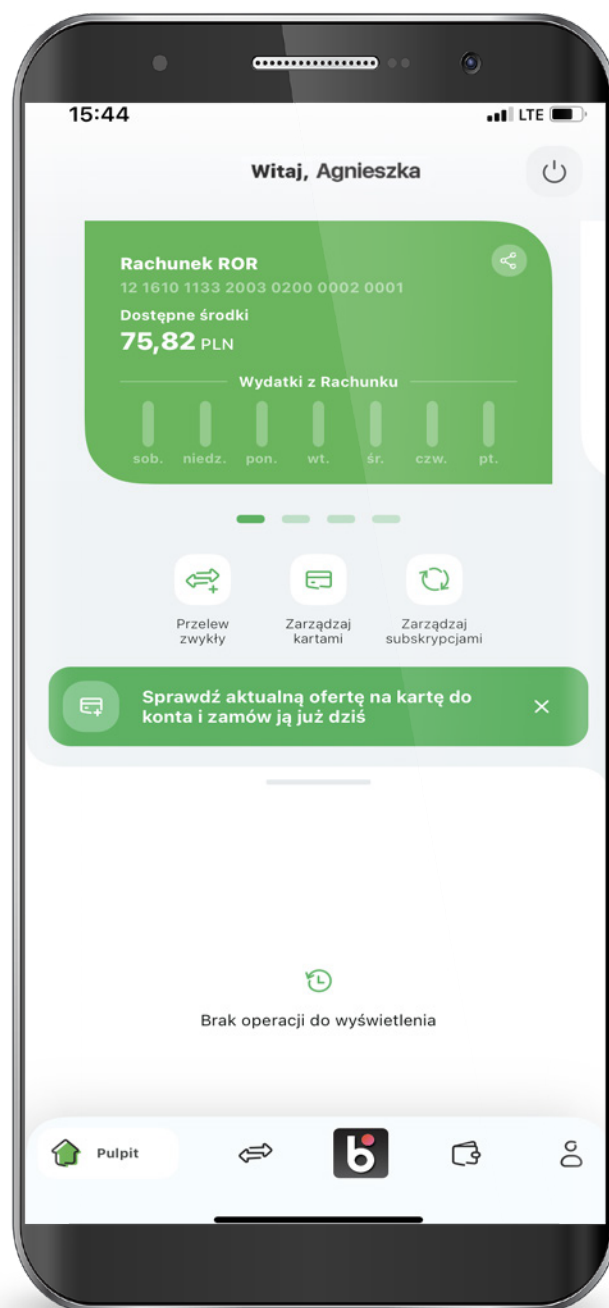 15:44
LTE
Witaj, Agnieszka
Rachunek ROR
12 1610 1133 2003 0200 0002 0001
Dostępne środki
75,82 PLN
Wydatki z Rachunku
sob. niedz. pon. wt. śr. czw. pt.
Przelew
zwykły
Zarządzaj
kartami
Zarządzaj
subskrypcjami
Sprawdź aktualną ofertę na kartę do
konta i zamów ją już dziś
Brak operacji do wyświetlenia
Pulpit
b